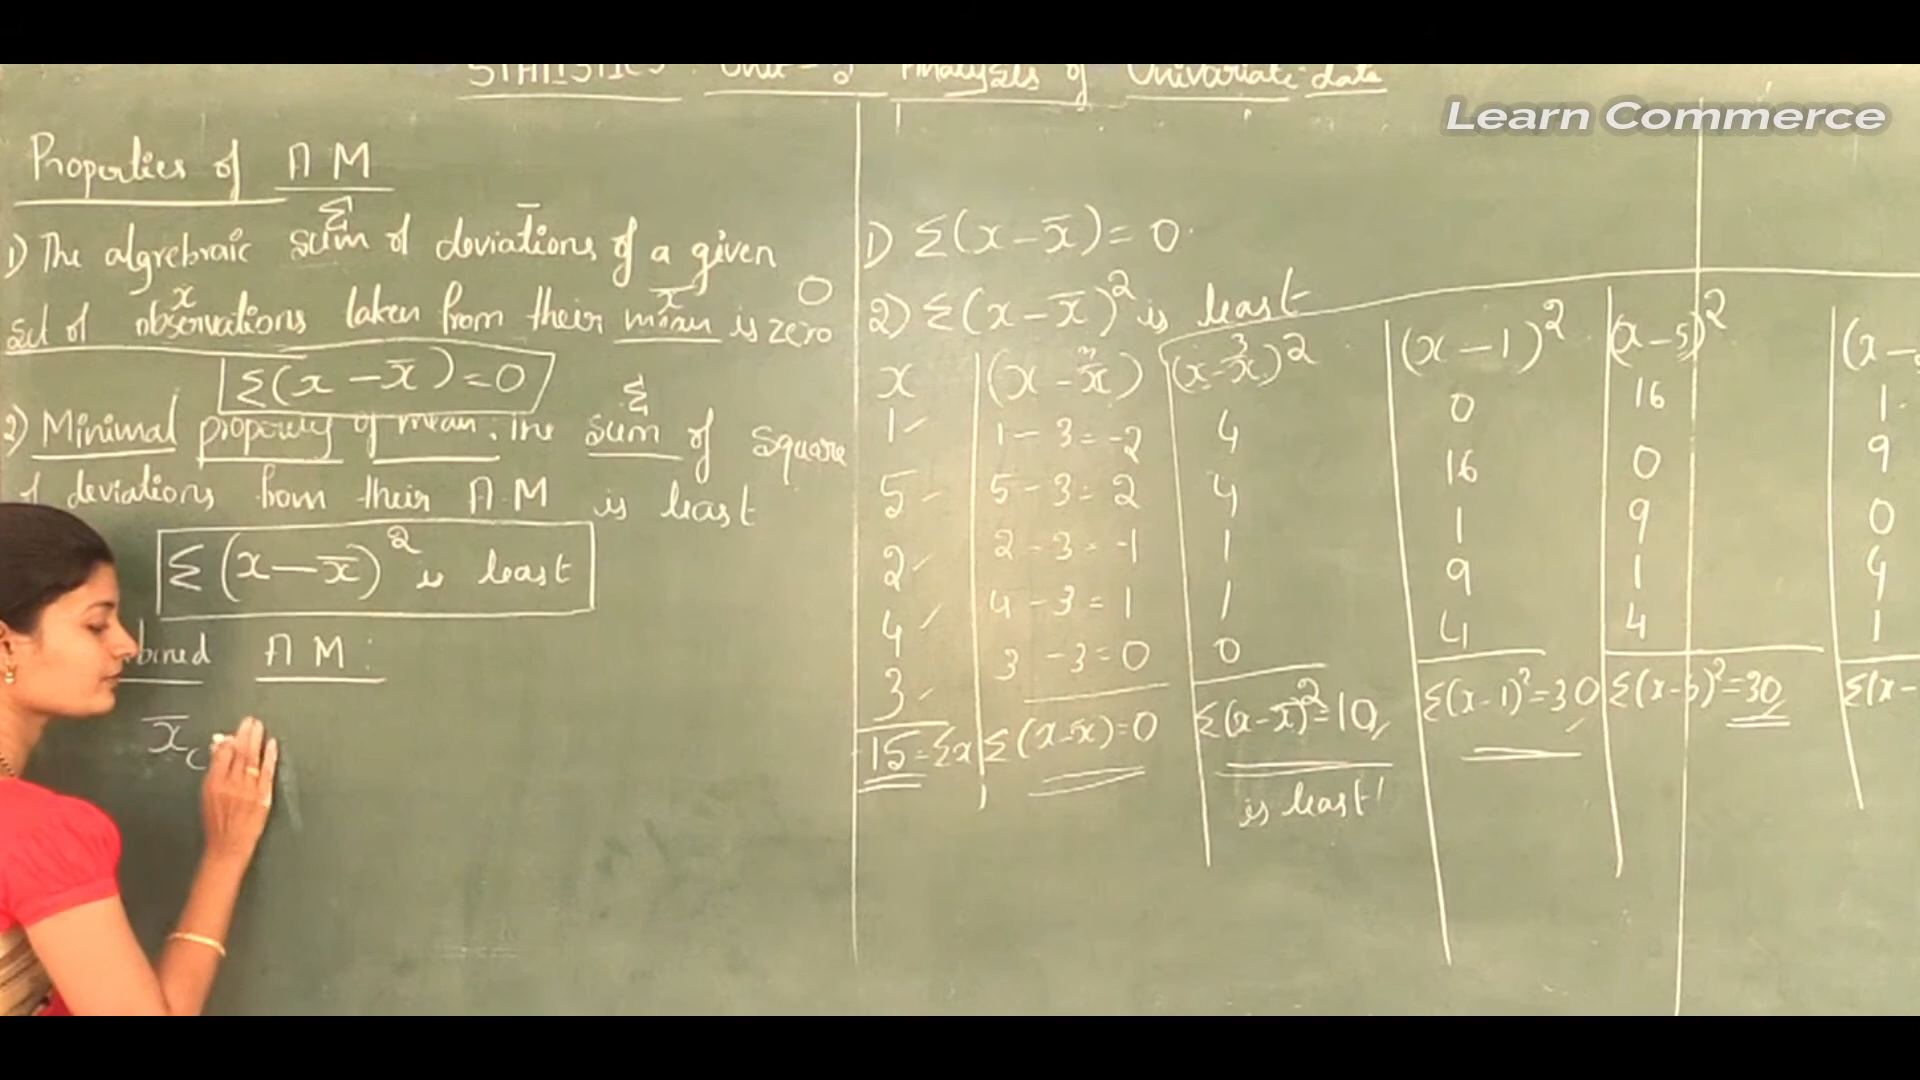 STATISTICS : Unit - 3 Analysis of Univariate data
Learn Commerce
Properties of A M
Σ
1) The algrebraic sum of deviations of a given
x x̄ 0
set of observations taken from their mean is zero
Σ(x - x̄) = 0
Σ
2) Minimal property of mean: The sum of square
of deviations from their A.M is least
Σ(x - x̄)² is least
A M :
x̄c
1) Σ(x - x̄) = 0
2) Σ(x - x̄)² is least
x (x - x̄) (x - x̄)² (x - 1)² (x - 5)² (x -
3 3
1 1 - 3 = -2 4 0 16 1
5 5 - 3 = 2 4 16 0 9
2 2 - 3 = -1 1 1 9 0
4 4 - 3 = 1 1 9 1 4
3 3 - 3 = 0 0 4 4 1
15 = Σx Σ(x - x̄) = 0 Σ(x - x̄)² = 10 Σ(x - 1)² = 30 Σ(x - 5)² = 30 Σ(x -
is least